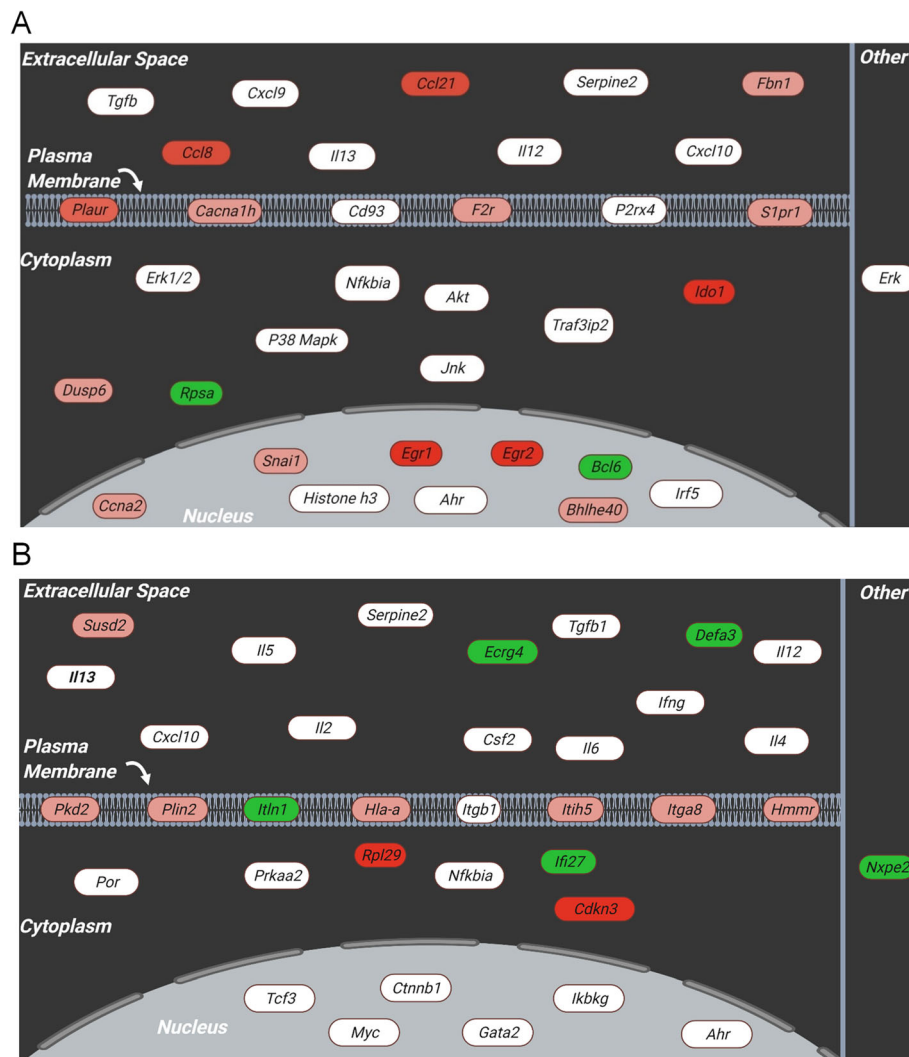 A
Extracellular Space
Other
Tgfb
Cxcl9
Ccl21
Serpine2
Fbn1
Ccl8
Il13
Il12
Cxcl10
Plasma
Membrane
Plaur
Cacna1h
Cd93
F2r
P2rx4
S1pr1
Cytoplasm
Erk1/2
Nfkbia
Akt
Ido1
Erk
P38 Mapk
Traf3ip2
Jnk
Dusp6
Rpsa
Snai1
Egr1
Egr2
Bcl6
Ccna2
Histone h3
Ahr
Bhlhe40
Irf5
Nucleus
B
Extracellular Space
Other
Susd2
Serpine2
Tgfb1
Defa3
Il5
Ecrg4
Il12
Il13
Ifng
Cxcl10
Il2
Csf2
Il6
Il4
Plasma
Membrane
Pkd2
Plin2
Itln1
Hla-a
Itgb1
Itih5
Itga8
Hmmr
Rpl29
Ifi27
Nxpe2
Por
Prkaa2
Nfkbia
Cdkn3
Cytoplasm
Tcf3
Ctnnb1
Ikbkg
Nucleus
Myc
Gata2
Ahr